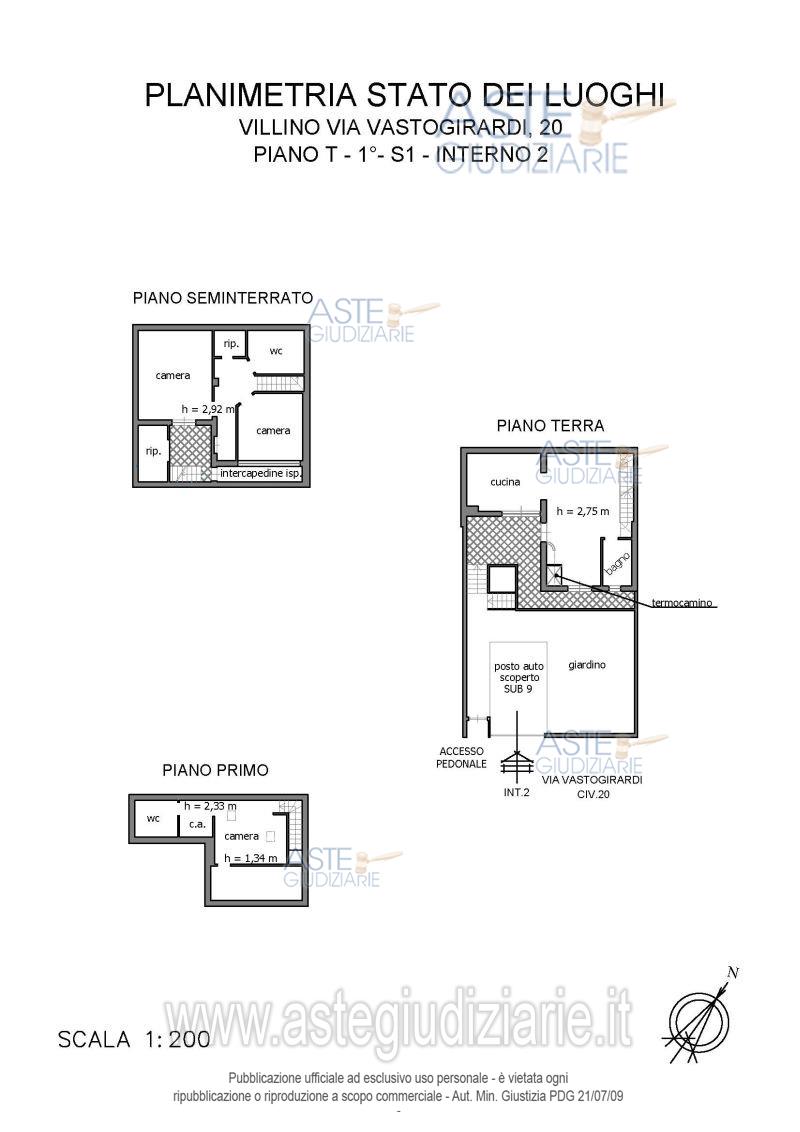 PLANIMETRIA STATO DEI LUOGHI
VILLINO VIA VASTOGIRARDI, 20
PIANO T - 1°- S1 - INTERNO 2
ASTE
GIUDIZIARIE
PIANO SEMINTERRATO
ASTE
GIUDIZIARIE
rip.
wc
camera
h = 2,92 m
camera
rip.
intercapedine isp.
PIANO TERRA
ASTE
GIUDIZIARIE
cucina
h = 2,75 m
bagno
termocamino
posto auto
scoperto
SUB 9
giardino
ACCESSO
PEDONALE
INT.2
ASTE
GIUDIZIARIE
VIA VASTOGIRARDI
CIV.20
PIANO PRIMO
h = 2,33 m
wc
c.a.
camera
h = 1,34 m
ASTE
GIUDIZIARIE
N
www.astegiudiziarie.it
SCALA 1:200
Pubblicazione ufficiale ad esclusivo uso personale - è vietata ogni
ripubblicazione o riproduzione a scopo commerciale - Aut. Min. Giustizia PDG 21/07/09
-